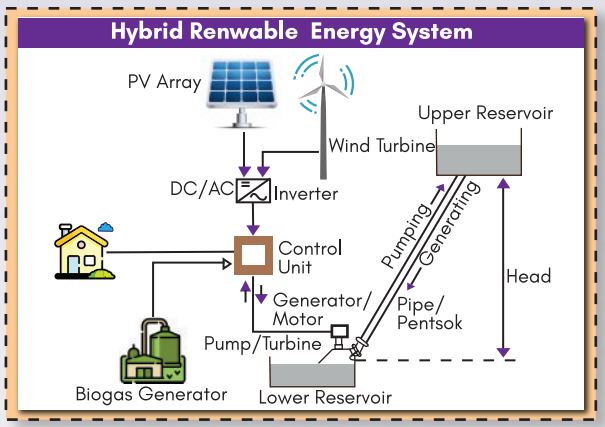 Hybrid Renwable Energy System
PV Array
Upper Reservoir
Wind Turbine
DC/AC
Inverter
Pumping
Generating
Control
Unit
Head
Generator/
Motor
Pipe/
Pentsok
Pump/Turbine
Biogas Generator
Lower Reservoir